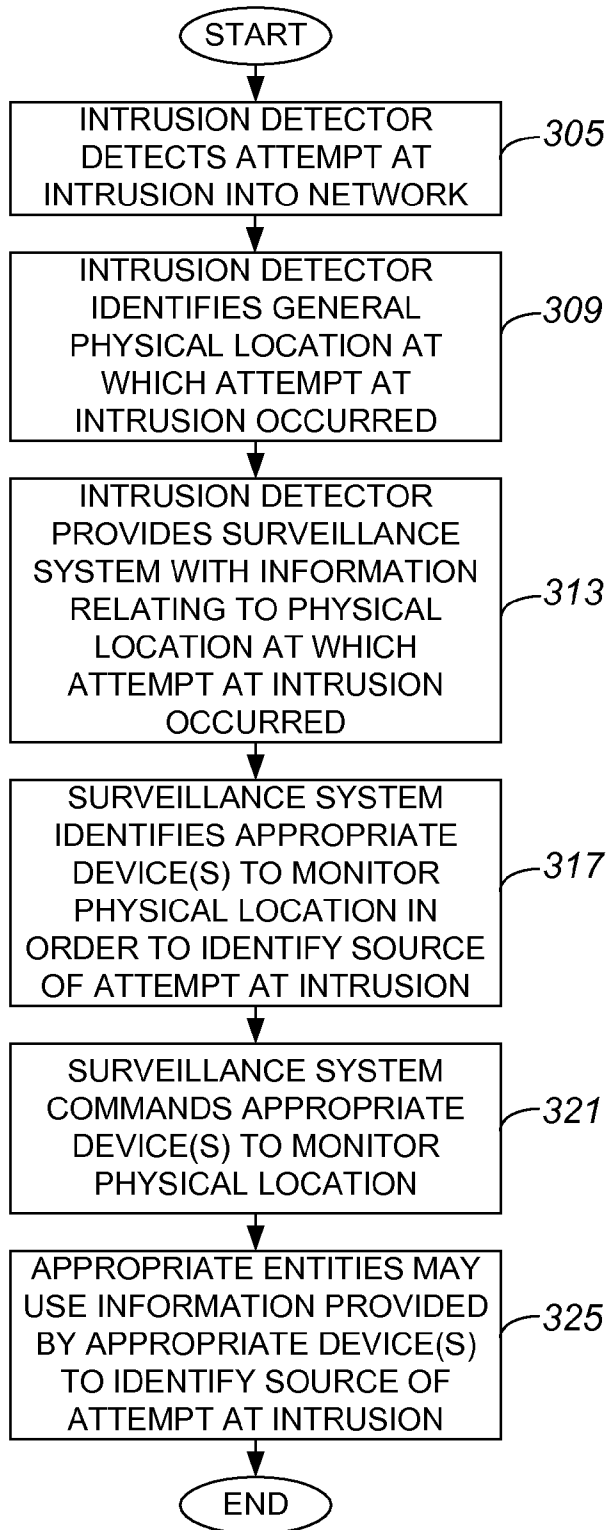 START
INTRUSION DETECTOR
DETECTS ATTEMPT AT
INTRUSION INTO NETWORK
305
INTRUSION DETECTOR
IDENTIFIES GENERAL
PHYSICAL LOCATION AT
WHICH ATTEMPT AT
INTRUSION OCCURRED
309
INTRUSION DETECTOR
PROVIDES SURVEILLANCE
SYSTEM WITH INFORMATION
RELATING TO PHYSICAL
LOCATION AT WHICH
ATTEMPT AT INTRUSION
OCCURRED
313
SURVEILLANCE SYSTEM
IDENTIFIES APPROPRIATE
DEVICE(S) TO MONITOR
PHYSICAL LOCATION IN
ORDER TO IDENTIFY SOURCE
OF ATTEMPT AT INTRUSION
317
SURVEILLANCE SYSTEM
COMMANDS APPROPRIATE
DEVICE(S) TO MONITOR
PHYSICAL LOCATION
321
APPROPRIATE ENTITIES MAY
USE INFORMATION PROVIDED
BY APPROPRIATE DEVICE(S)
TO IDENTIFY SOURCE OF
ATTEMPT AT INTRUSION
325
END